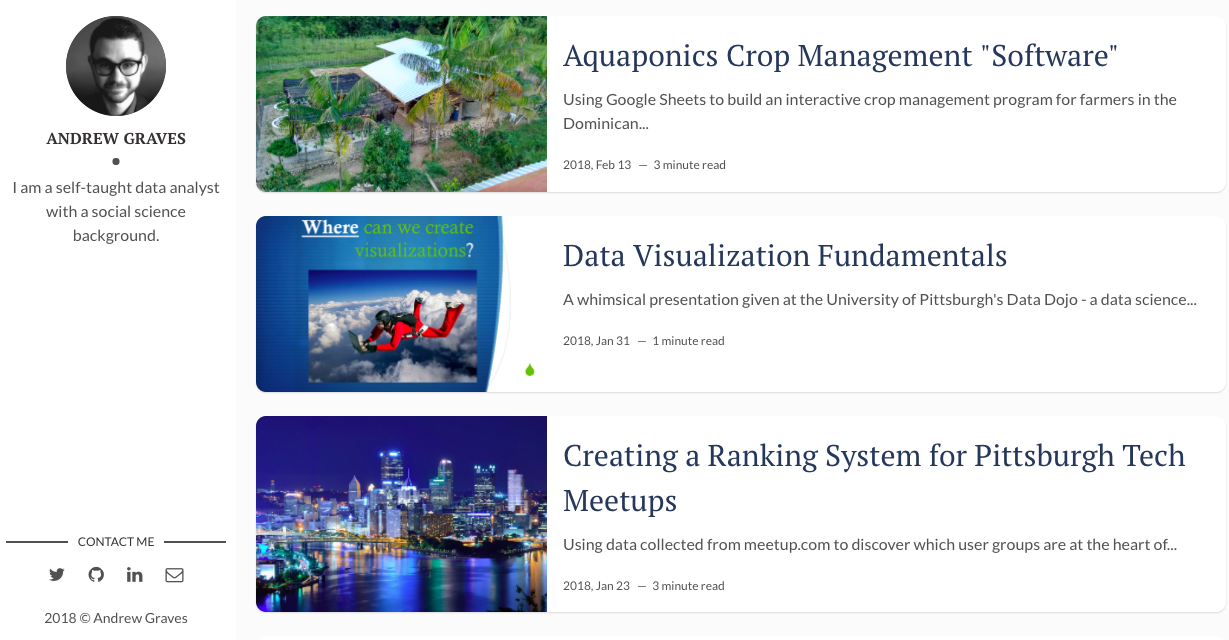 ANDREW GRAVES
I am a self-taught data analyst
with a social science
background.
CONTACT ME
2018 © Andrew Graves
Aquaponics Crop Management "Software"
Using Google Sheets to build an interactive crop management program for farmers in the
Dominican...
2018, Feb 13 — 3 minute read
Where can we create
visualizations?
Data Visualization Fundamentals
A whimsical presentation given at the University of Pittsburgh's Data Dojo - a data science...
2018, Jan 31 — 1 minute read
Creating a Ranking System for Pittsburgh Tech
Meetups
Using data collected from meetup.com to discover which user groups are at the heart of...
2018, Jan 23 — 3 minute read